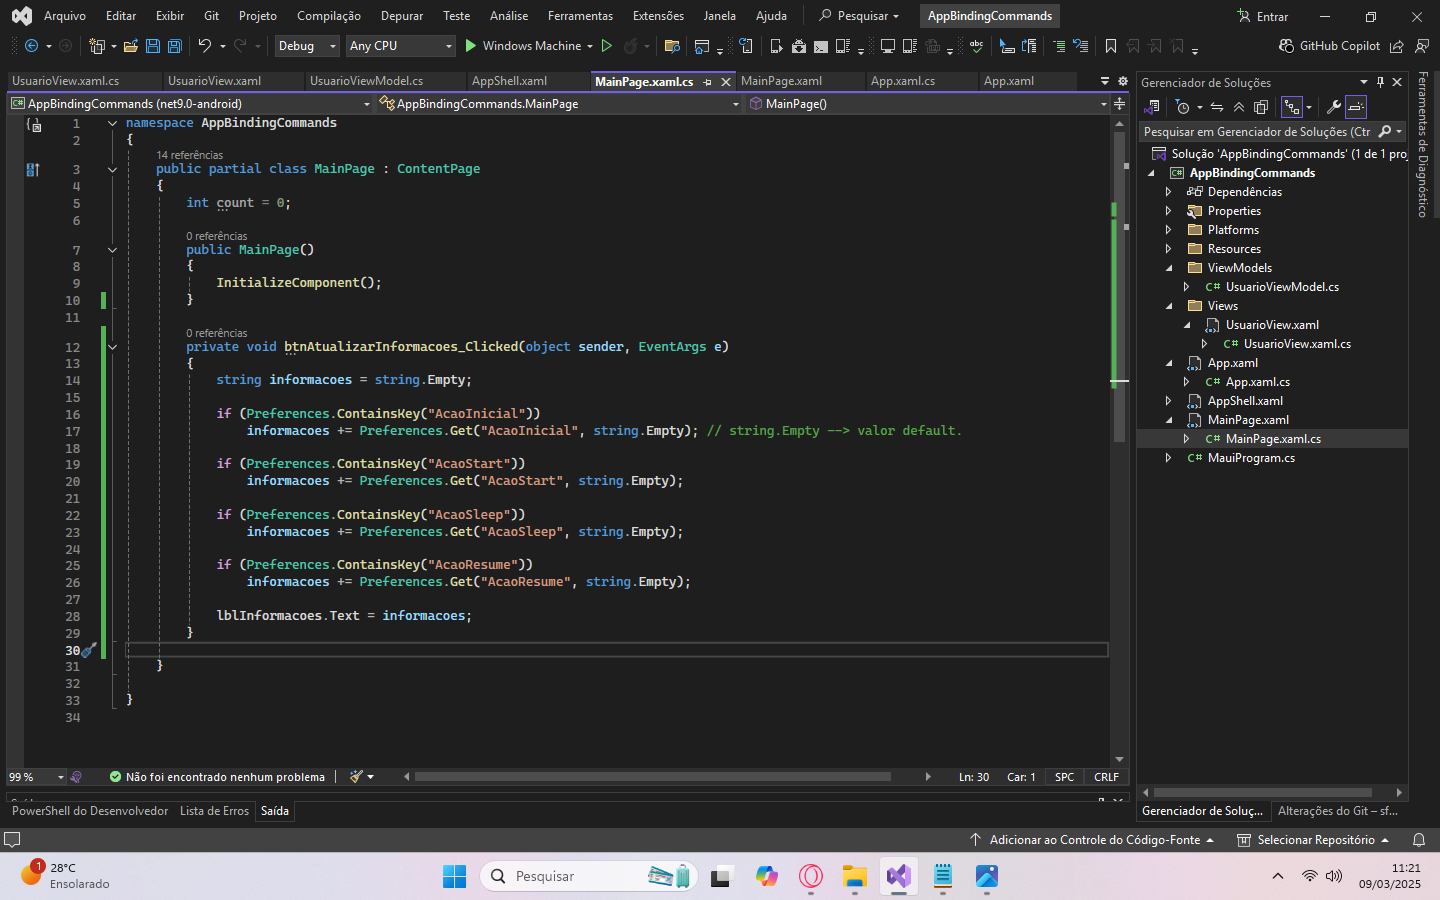 Arquivo Editar Exibir Git Projeto Compilação Depurar Teste Análise Ferramentas Extensões Janela Ajuda Pesquisar AppBindingCommands Entrar
Debug Any CPU Windows Machine GitHub Copilot
UsuarioView.xaml.cs UsuarioView.xaml UsuarioViewModel.cs AppShell.xaml MainPage.xaml.cs MainPage.xaml App.xaml.cs App.xaml
AppBindingCommands (net9.0-android) AppBindingCommands.MainPage MainPage()
1 namespace AppBindingCommands
2 {
14 referências
3 public partial class MainPage : ContentPage
4 {
5 int count = 0;
6
0 referências
7 public MainPage()
8 {
9 InitializeComponent();
10 }
11
0 referências
12 private void btnAtualizarInformacoes_Clicked(object sender, EventArgs e)
13 {
14 string informacoes = string.Empty;
15
16 if (Preferences.ContainsKey("AcaoInicial"))
17 informacoes += Preferences.Get("AcaoInicial", string.Empty); // string.Empty --> valor default.
18
19 if (Preferences.ContainsKey("AcaoStart"))
20 informacoes += Preferences.Get("AcaoStart", string.Empty);
21
22 if (Preferences.ContainsKey("AcaoSleep"))
23 informacoes += Preferences.Get("AcaoSleep", string.Empty);
24
25 if (Preferences.ContainsKey("AcaoResume"))
26 informacoes += Preferences.Get("AcaoResume", string.Empty);
27
28 lblInformacoes.Text = informacoes;
29 }
30
31 }
32
33 }
34
99 % Não foi encontrado nenhum problema Ln: 30 Car: 1 SPC CRLF
PowerShell do Desenvolvedor Lista de Erros Saída
Gerenciador de Soluções
Pesquisar em Gerenciador de Soluções (Ctr
Solução 'AppBindingCommands' (1 de 1 proj
AppBindingCommands
Dependências
Properties
Platforms
Resources
ViewModels
C# UsuarioViewModel.cs
Views
UsuarioView.xaml
C# UsuarioView.xaml.cs
App.xaml
C# App.xaml.cs
AppShell.xaml
MainPage.xaml
C# MainPage.xaml.cs
C# MauiProgram.cs
Gerenciador de Soluç... Alterações do Git – sf...
Ferramentas de Diagnóstico
Adicionar ao Controle do Código-Fonte Selecionar Repositório
1 28°C
Ensolarado
Pesquisar
11:21
09/03/2025